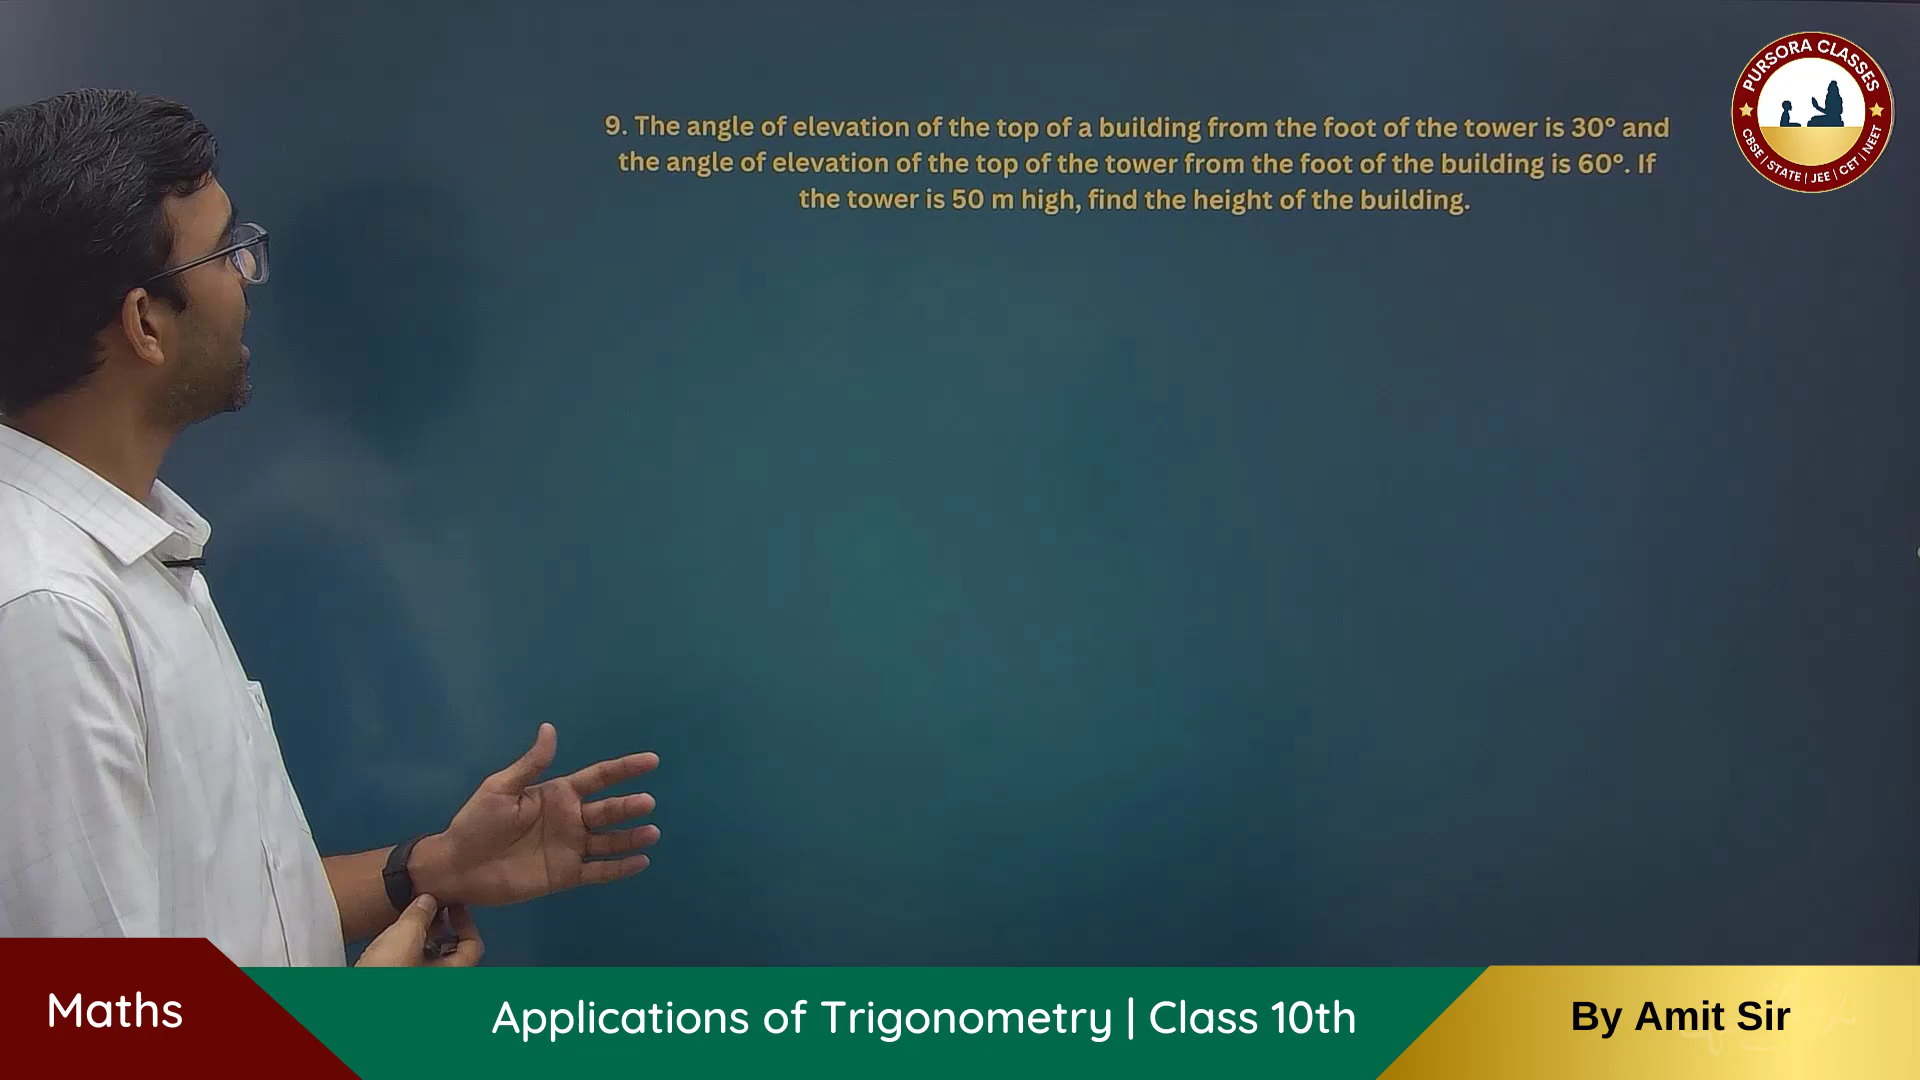 PURSORA CLASSES
CBSE | STATE | JEE | CET | NEET
9. The angle of elevation of the top of a building from the foot of the tower is 30° and
the angle of elevation of the top of the tower from the foot of the building is 60°. If
the tower is 50 m high, find the height of the building.
Maths
Applications of Trigonometry | Class 10th
By Amit Sir